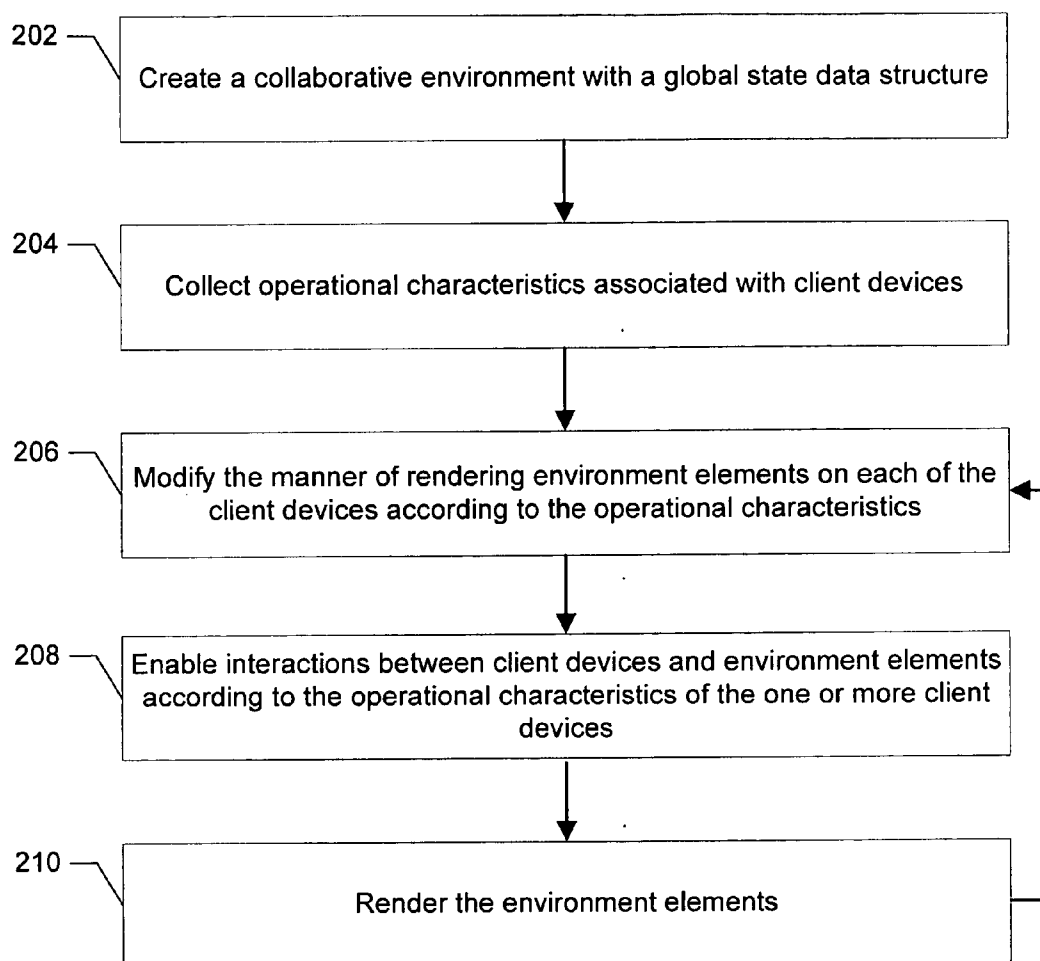 202
Create a collaborative environment with a global state data structure
204
Collect operational characteristics associated with client devices
206
Modify the manner of rendering environment elements on each of the
client devices according to the operational characteristics
208
Enable interactions between client devices and environment elements
according to the operational characteristics of the one or more client
devices
210
Render the environment elements